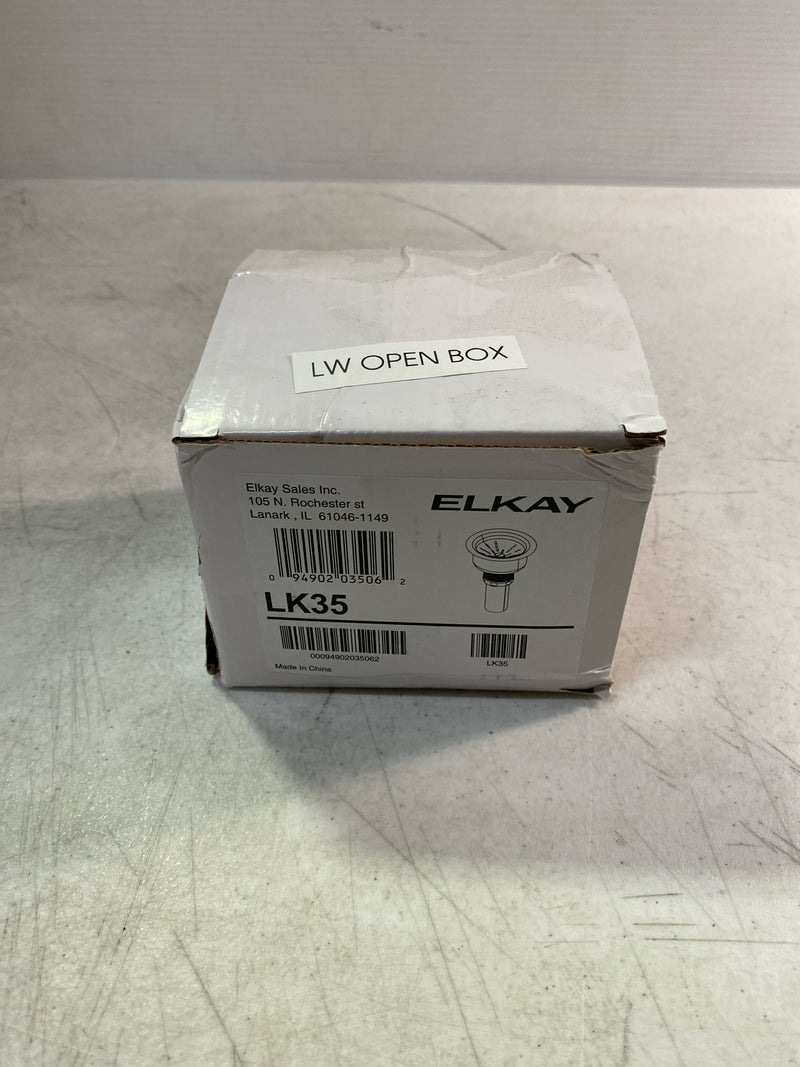 LW OPEN BOX
Elkay Sales Inc.
105 N. Rochester st
Lanark , IL 61046-1149
ELKAY
0 94902 03506 2
LK35
00094902035062
LK35
Made In China